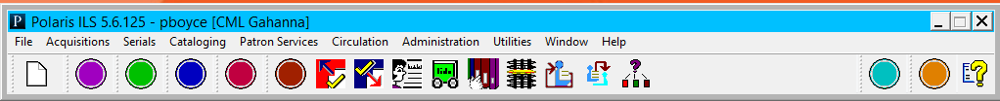 Polaris ILS 5.6.125 - pboyce [CML Gahanna]
File Acquisitions Serials Cataloging Patron Services Circulation Administration Utilities Window Help